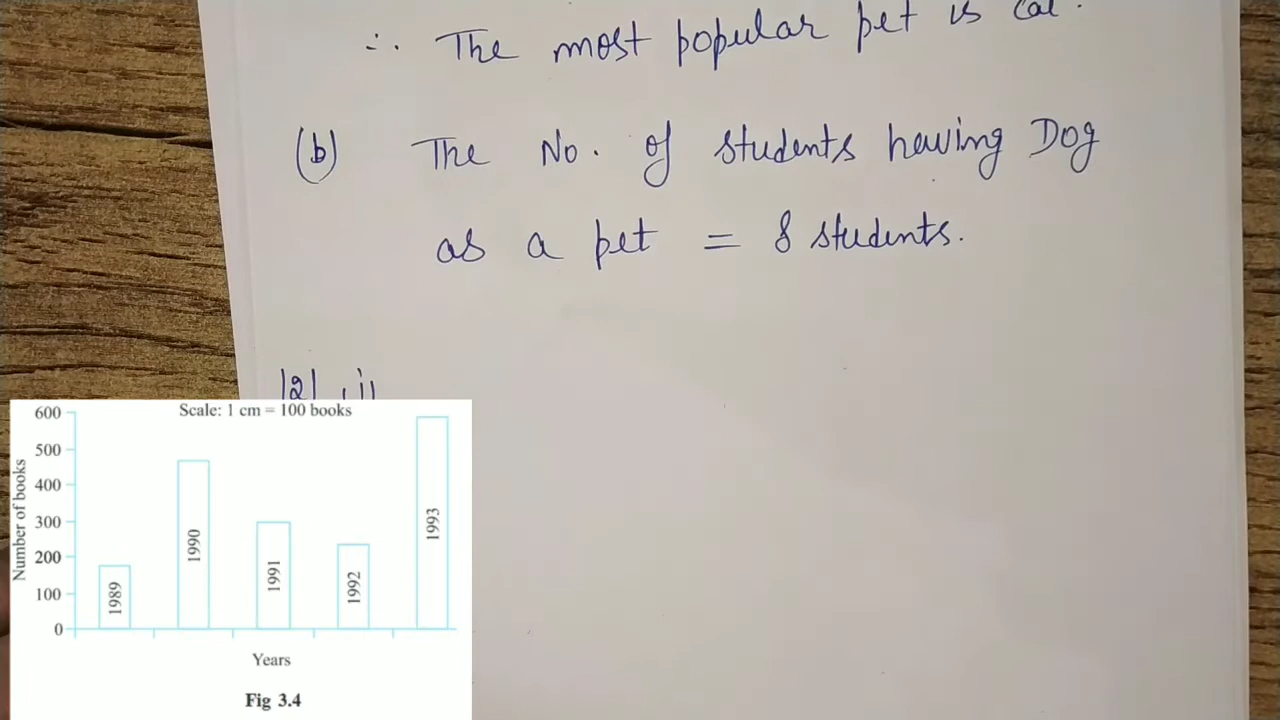 ∴ The most popular pet is Cat.
(b) The No. of students having Dog
as a pet = 8 students.
|2| (i)
Scale: 1 cm = 100 books
600
500
400
300
200
100
0
Number of books
1989
1990
1991
1992
1993
Years
Fig 3.4